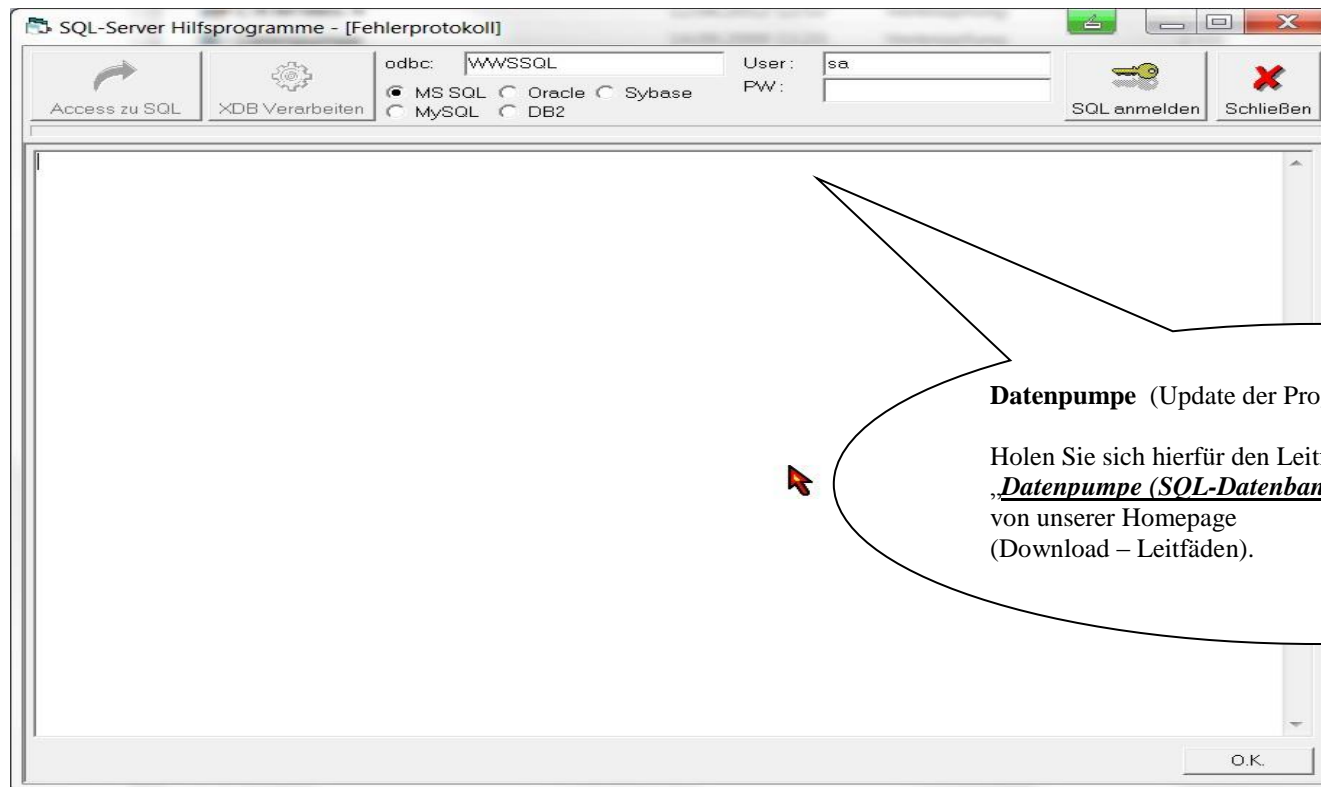 SQL-Server Hilfsprogramme - [Fehlerprotokoll]
Access zu SQL
XDB Verarbeiten
odbc: WWSSQL
MS SQL Oracle Sybase
MySQL DB2
User: sa
PW:
SQL anmelden
Schließen
Datenpumpe (Update der Pro
Holen Sie sich hierfür den Leit
„Datenpumpe (SQL-Datenban
von unserer Homepage
(Download – Leitfäden).
O.K.